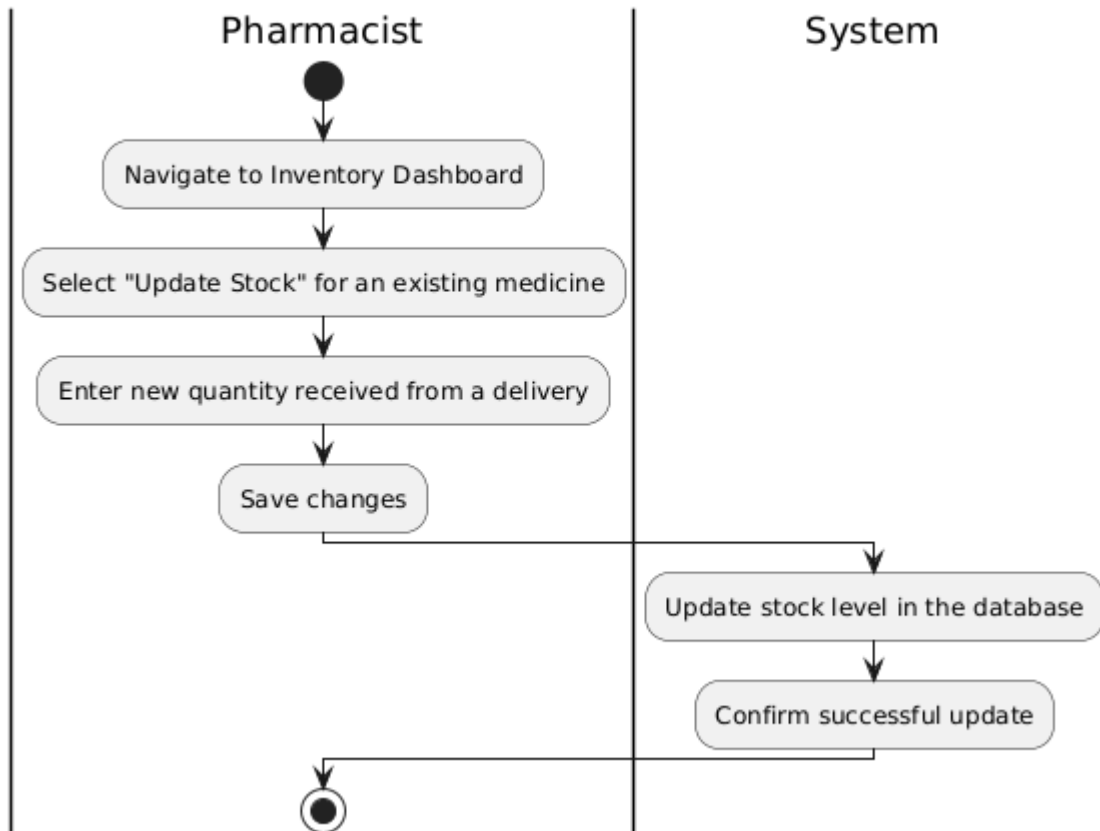 Pharmacist
System
Navigate to Inventory Dashboard
Select "Update Stock" for an existing medicine
Enter new quantity received from a delivery
Save changes
Update stock level in the database
Confirm successful update